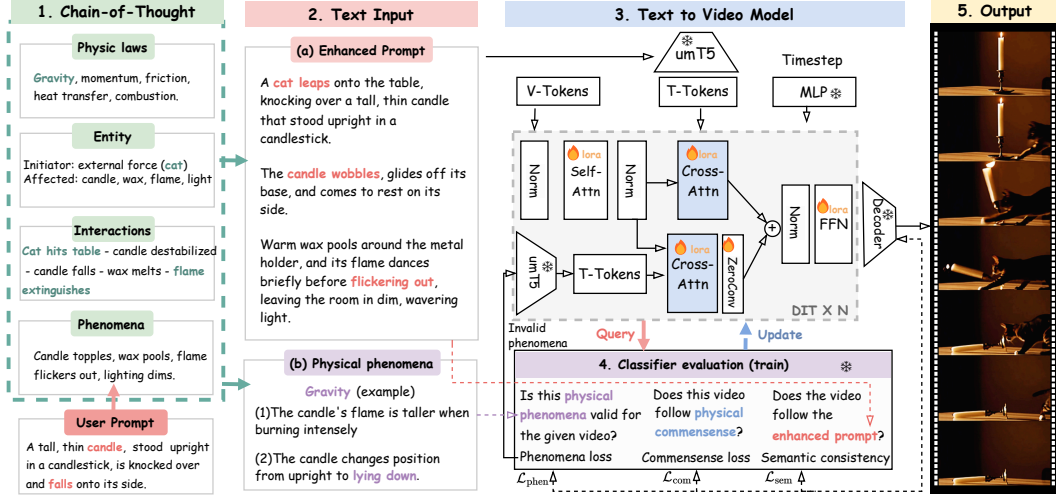 1. Chain-of-Thought
Physic laws
Gravity, momentum, friction,
heat transfer, combustion.
Entity
Initiator: external force (cat)
Affected: candle, wax, flame, light
Interactions
Cat hits table - candle destabilized
- candle falls - wax melts - flame
extinguishes
Phenomena
Candle topples, wax pools, flame
flickers out, lighting dims.
User Prompt
A tall, thin candle, stood upright
in a candlestick, is knocked over
and falls onto its side.
2. Text Input
(a) Enhanced Prompt
A cat leaps onto the table,
knocking over a tall, thin candle
that stood upright in a
candlestick.
The candle wobbles, glides off its
base, and comes to rest on its
side.
Warm wax pools around the metal
holder, and its flame dances
briefly before flickering out,
leaving the room in dim, wavering
light.
(b) Physical phenomena
Gravity (example)
(1)The candle's flame is taller when
burning intensely
(2)The candle changes position
from upright to lying down.
3. Text to Video Model
umT5
Timestep
V-Tokens
T-Tokens
MLP
Norm
lora
Self-
Attn
Norm
lora
Cross-
Attn
Norm
lora
FFN
Decoder
umT5
T-Tokens
lora
Cross-
Attn
ZeroConv
+
DIT X N
Invalid
phenomena
Query
Update
4. Classifier evaluation (train)
Is this physical
phenomena valid for
the given video?
Phenomena loss
Does this video
follow physical
commensense?
Commensense loss
Does the video
follow the
enhanced prompt?
Semantic consistency
ℒphen
ℒcom
ℒsem
5. Output